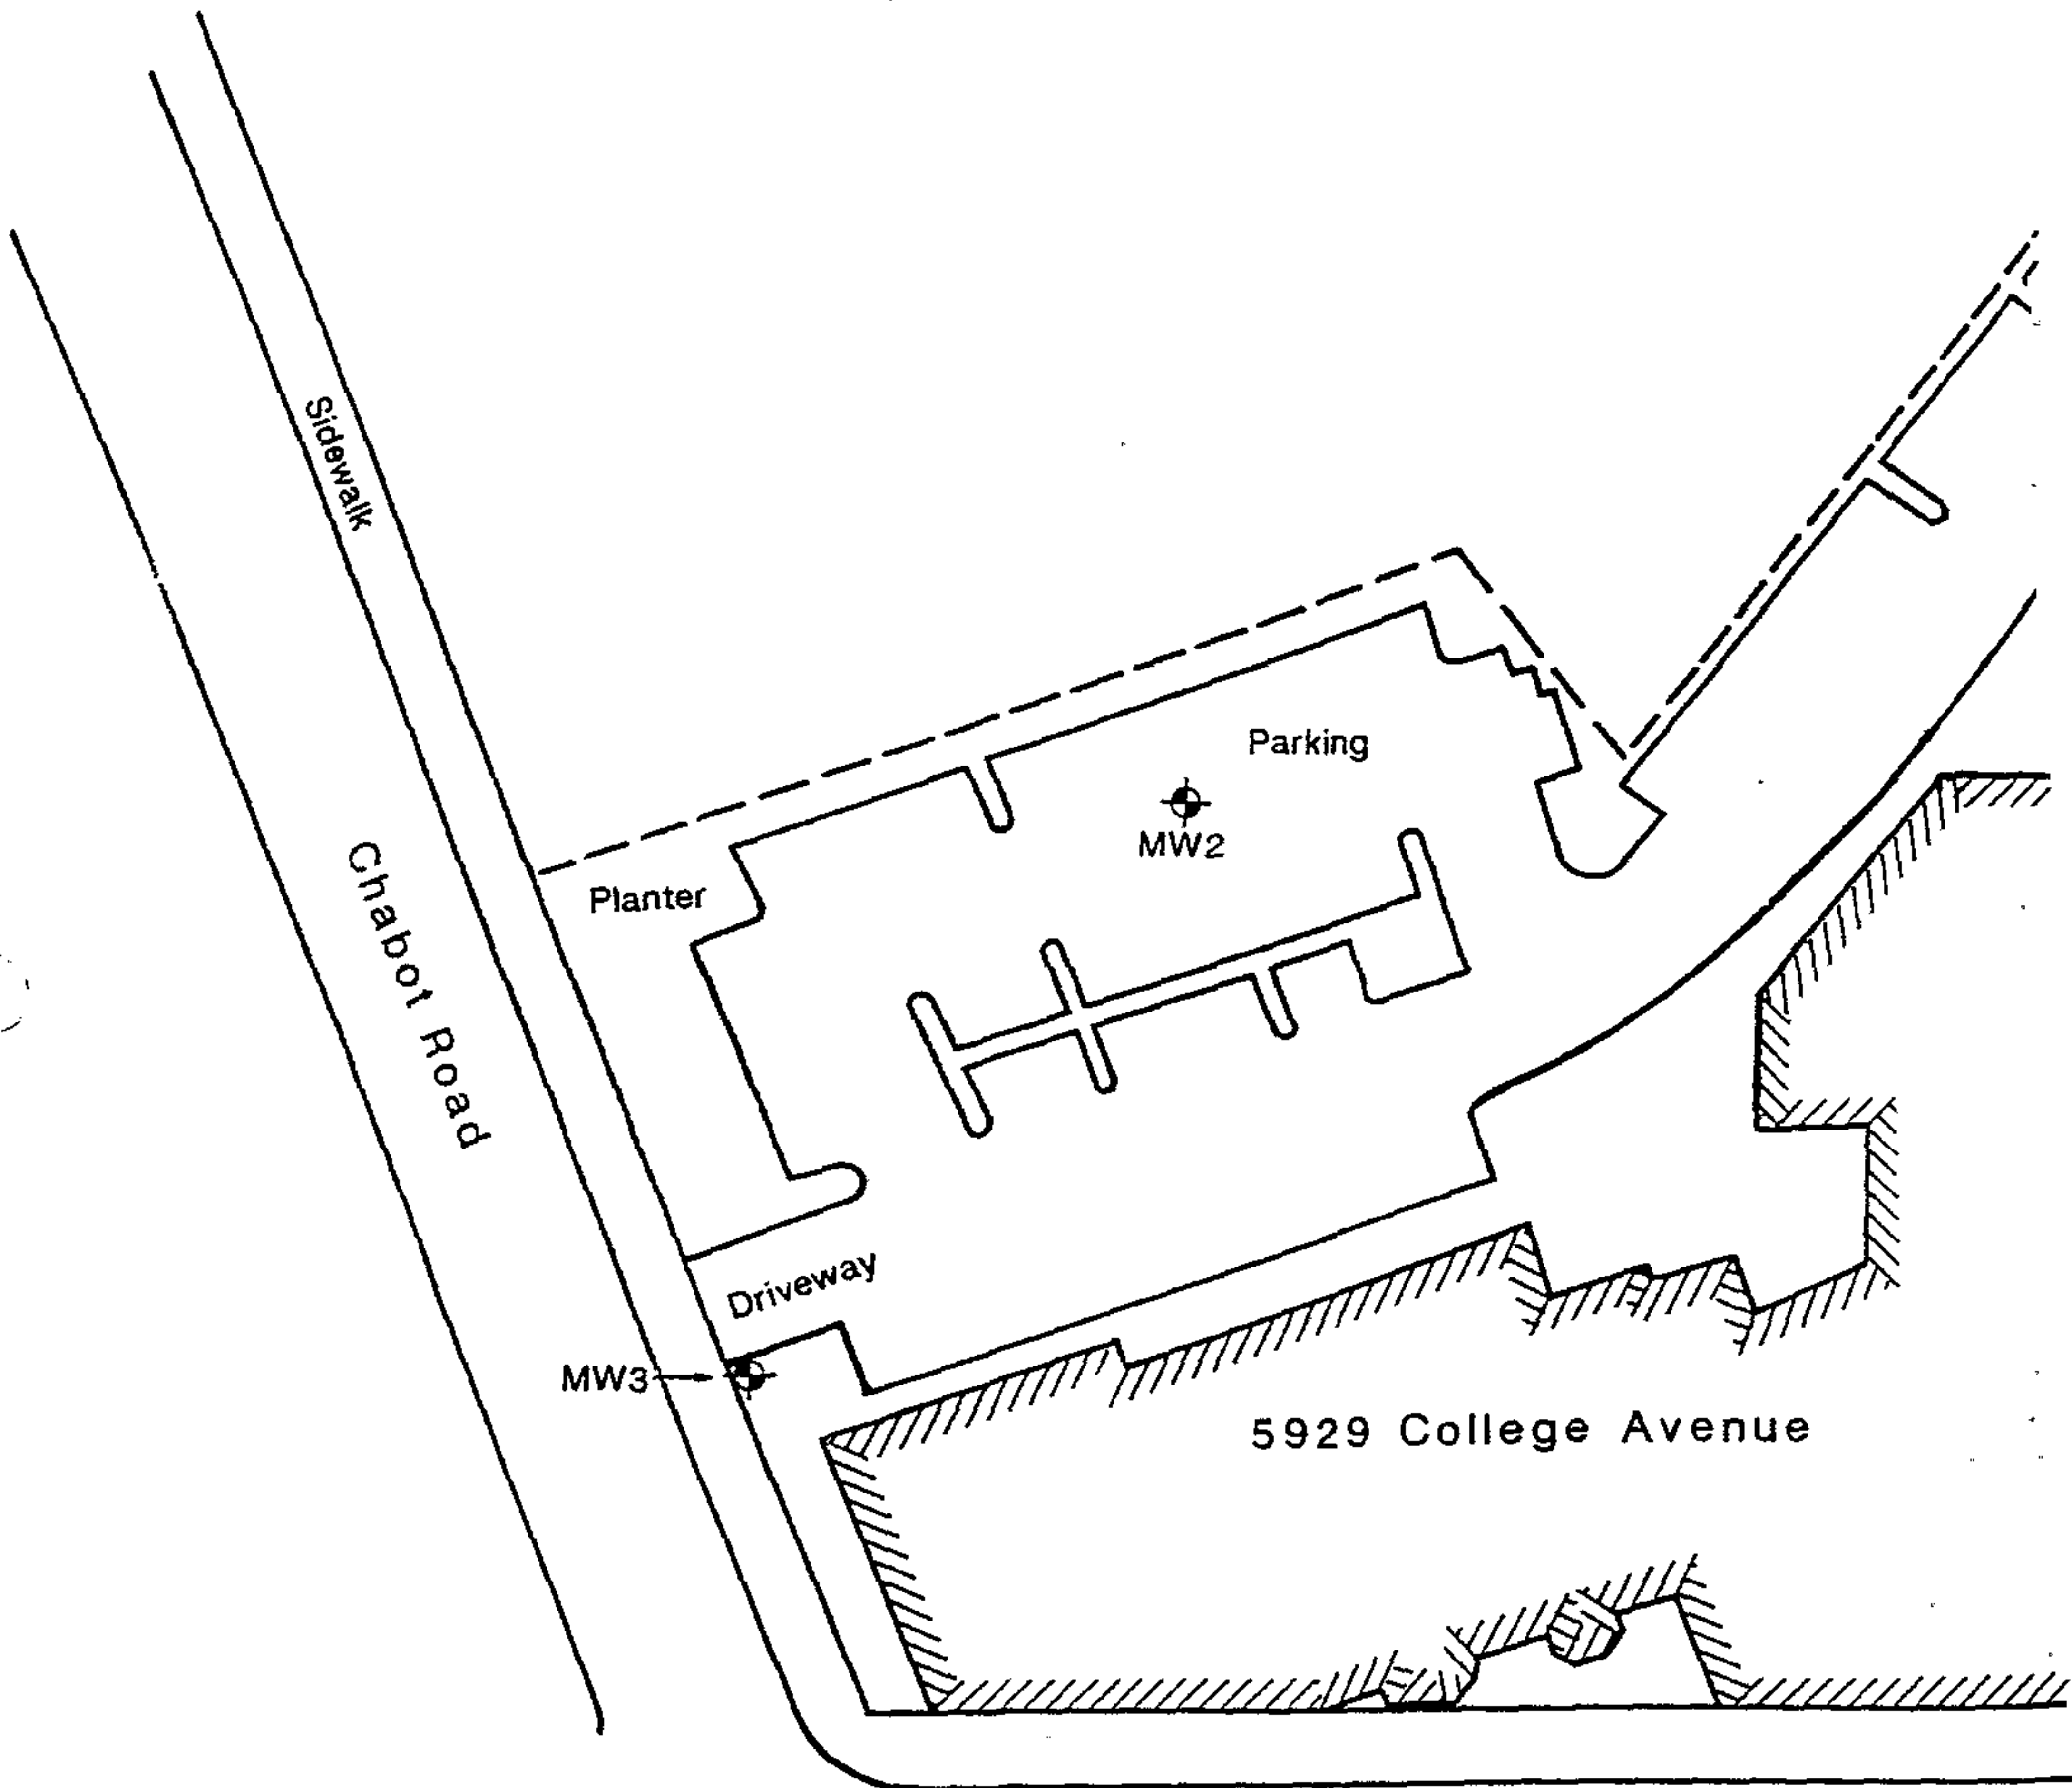 Sidewalk
Parking
MW2
Chabot Road
Planter
Driveway
MW3
5929 College Avenue